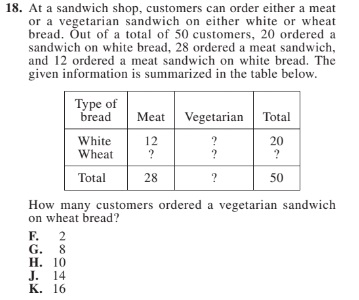 18. At a sandwich shop, customers can order either a meat
or a vegetarian sandwich on either white or wheat
bread. Out of a total of 50 customers, 20 ordered a
sandwich on white bread, 28 ordered a meat sandwich,
and 12 ordered a meat sandwich on white bread. The
given information is summarized in the table below.
Type of
bread Meat Vegetarian Total
White 12 ? 20
Wheat ? ? ?
Total 28 ? 50
How many customers ordered a vegetarian sandwich
on wheat bread?
F. 2
G. 8
H. 10
J. 14
K. 16